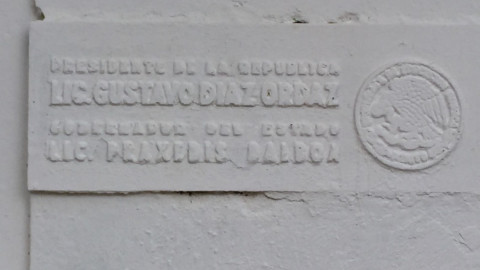 PRESIDENTE DE LA REPUBLICA
LIC. GUSTAVO DIAZ ORDAZ
GOBERNADOR DEL ESTADO
LIC. PRAXEDIS BALBOA